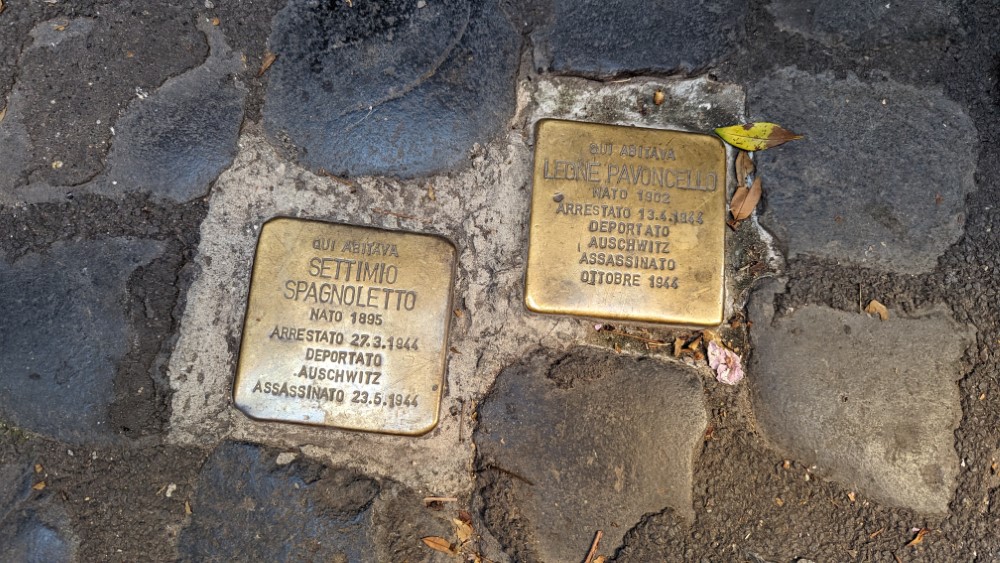 QUI ABITAVA
SETTIMIO
SPAGNOLETTO
NATO 1895
ARRESTATO 27.3.1944
DEPORTATO
AUSCHWITZ
ASSASSINATO 23.5.1944
QUI ABITAVA
LEONE PAVONCELLO
NATO 1902
ARRESTATO 13.4.1944
DEPORTATO
AUSCHWITZ
ASSASSINATO
OTTOBRE 1944